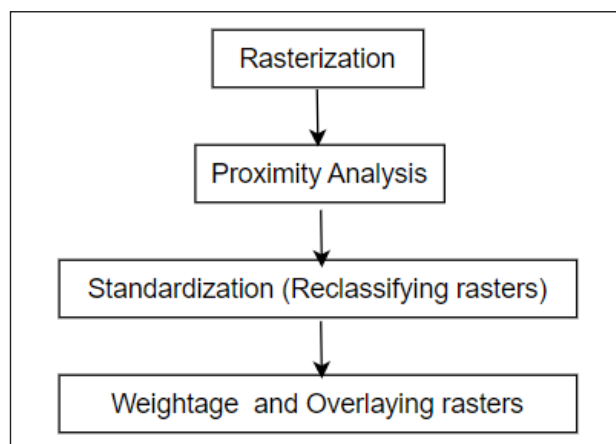 Rasterization
Proximity Analysis
Standardization (Reclassifying rasters)
Weightage and Overlaying rasters